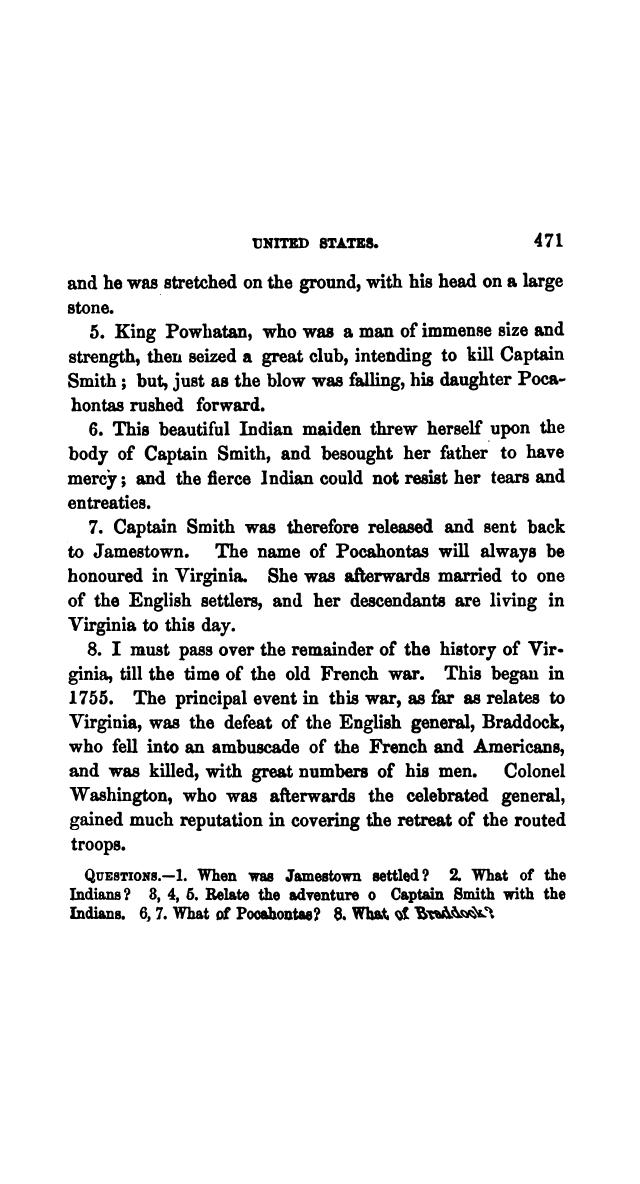 UNITED STATES. 471
and he was stretched on the ground, with his head on a large
stone.
5. King Powhatan, who was a man of immense size and
strength, then seized a great club, intending to kill Captain
Smith ; but, just as the blow was falling, his daughter Poca-
hontas rushed forward.
6. This beautiful Indian maiden threw herself upon the
body of Captain Smith, and besought her father to have
mercy; and the fierce Indian could not resist her tears and
entreaties.
7. Captain Smith was therefore released and sent back
to Jamestown. The name of Pocahontas will always be
honoured in Virginia. She was afterwards married to one
of the English settlers, and her descendants are living in
Virginia to this day.
8. I must pass over the remainder of the history of Vir-
ginia, till the time of the old French war. This began in
1755. The principal event in this war, as far as relates to
Virginia, was the defeat of the English general, Braddock,
who fell into an ambuscade of the French and Americans,
and was killed, with great numbers of his men. Colonel
Washington, who was afterwards the celebrated general,
gained much reputation in covering the retreat of the routed
troops.
QUESTIONS.—1. When was Jamestown settled? 2. What of the
Indians? 3, 4, 5. Relate the adventure o Captain Smith with the
Indians. 6, 7. What of Pocahontas? 8. What of Braddock?